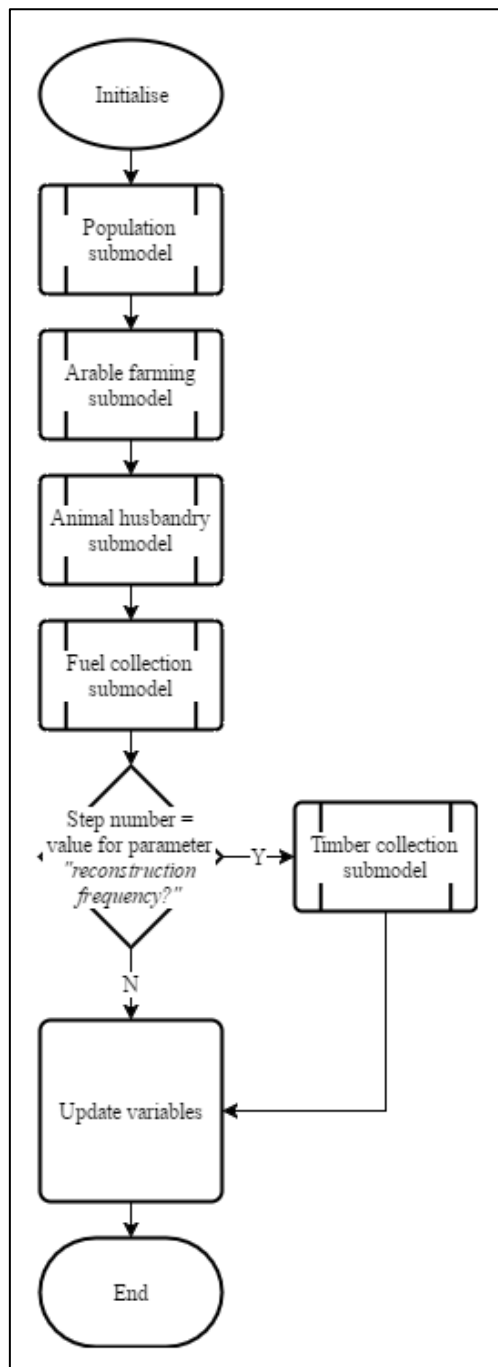 Initialise
Population
submodel
Arable farming
submodel
Animal husbandry
submodel
Fuel collection
submodel
Step number =
value for parameter
"reconstruction
frequency?"
Y
Timber collection
submodel
N
Update variables
End